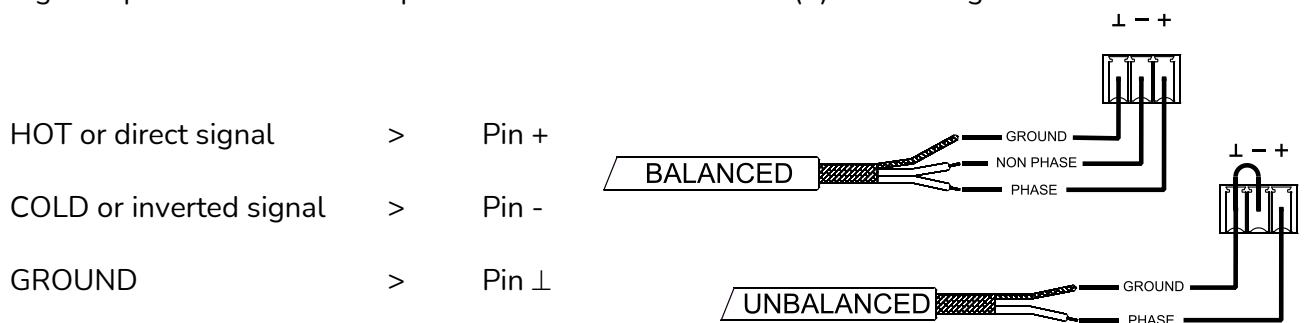 ⊥ − +
HOT or direct signal > Pin +
COLD or inverted signal > Pin -
GROUND > Pin ⊥
GROUND
NON PHASE
BALANCED
PHASE
⊥ − +
GROUND
UNBALANCED
PHASE